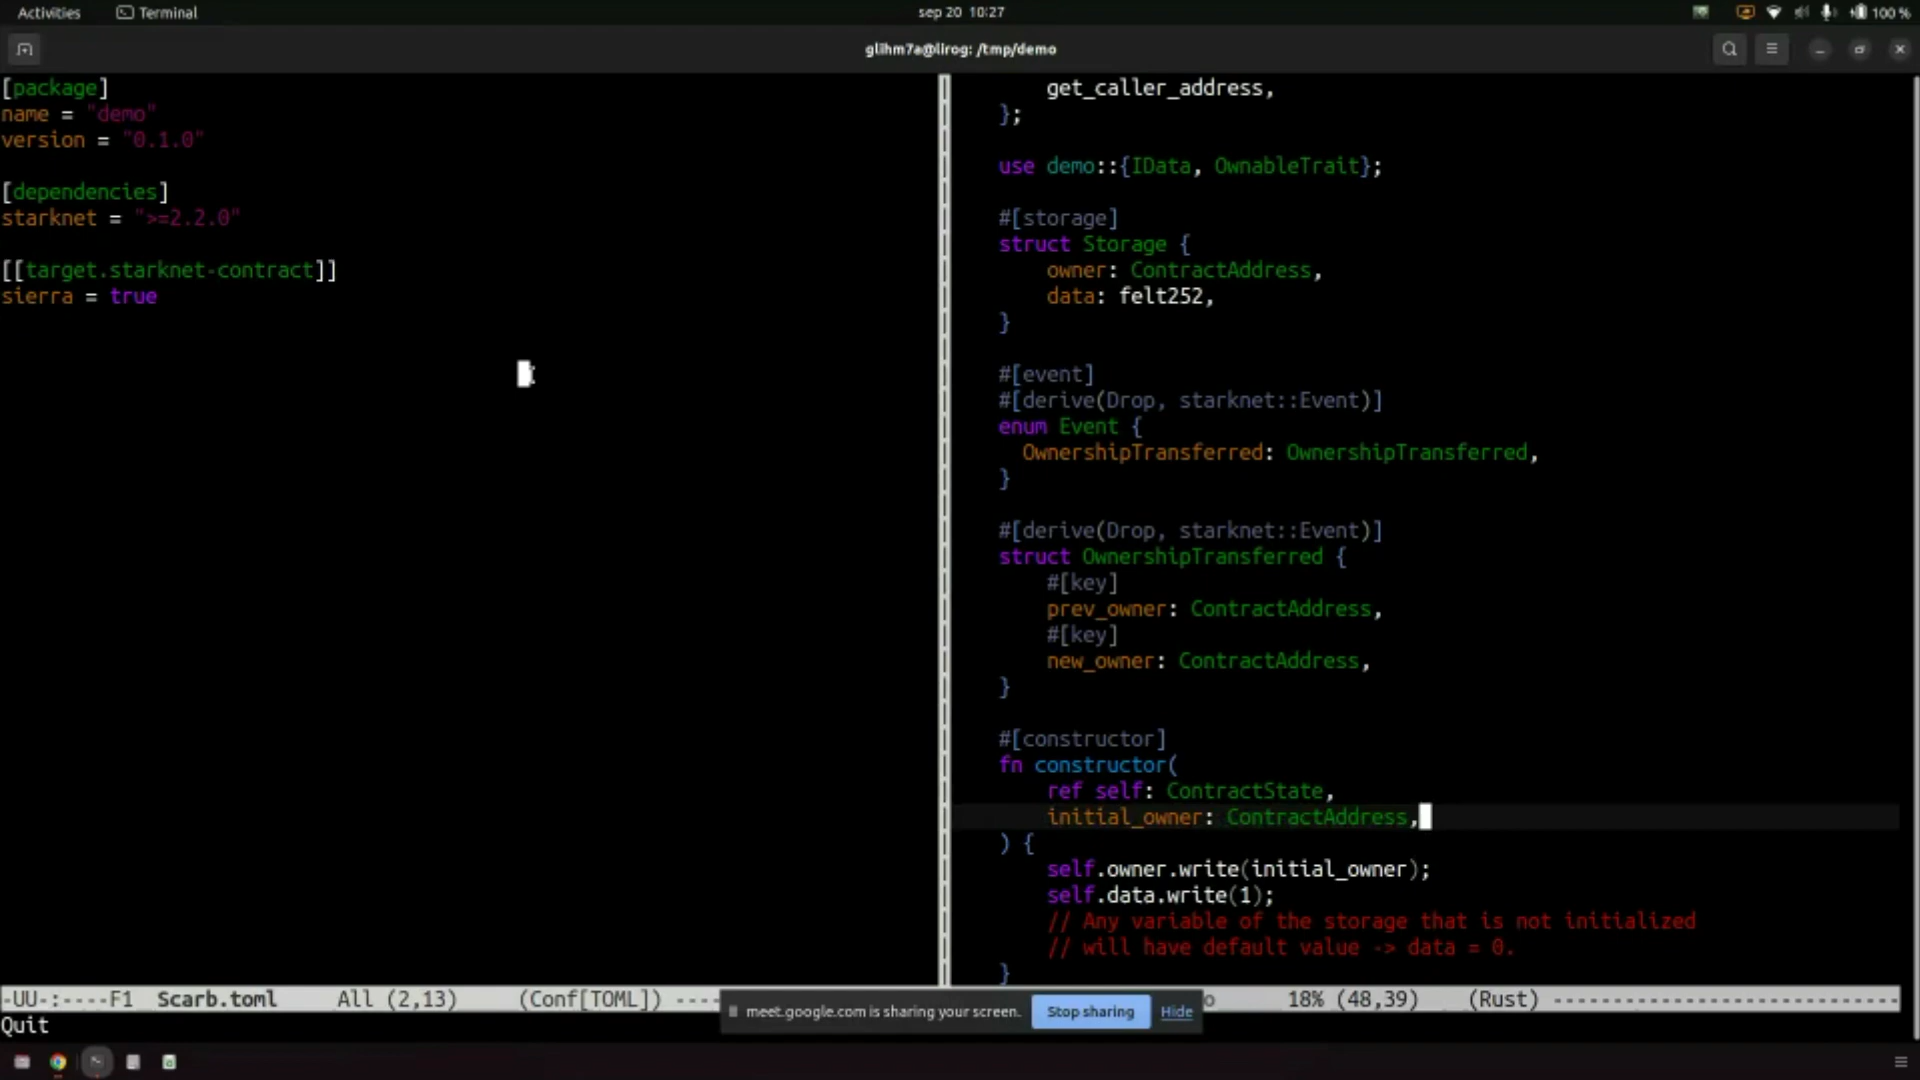 Activities
Terminal
sep 20 10:27
100 %
glihm7a@lirog: /tmp/demo
[package]
name = "demo"
version = "0.1.0"
[dependencies]
starknet = ">=2.2.0"
[[target.starknet-contract]]
sierra = true
get_caller_address,
};
use demo::{IData, OwnableTrait};
#[storage]
struct Storage {
owner: ContractAddress,
data: felt252,
}
#[event]
#[derive(Drop, starknet::Event)]
enum Event {
OwnershipTransferred: OwnershipTransferred,
}
#[derive(Drop, starknet::Event)]
struct OwnershipTransferred {
#[key]
prev_owner: ContractAddress,
#[key]
new_owner: ContractAddress,
}
#[constructor]
fn constructor(
ref self: ContractState,
initial_owner: ContractAddress,
) {
self.owner.write(initial_owner);
self.data.write(1);
// Any variable of the storage that is not initialized
// will have default value -> data = 0.
}
-UU-:----F1 Scarb.toml All (2,13) (Conf[TOML]) ----
o 18% (48,39) (Rust) -----------------------------
Quit
meet.google.com is sharing your screen.
Stop sharing
Hide